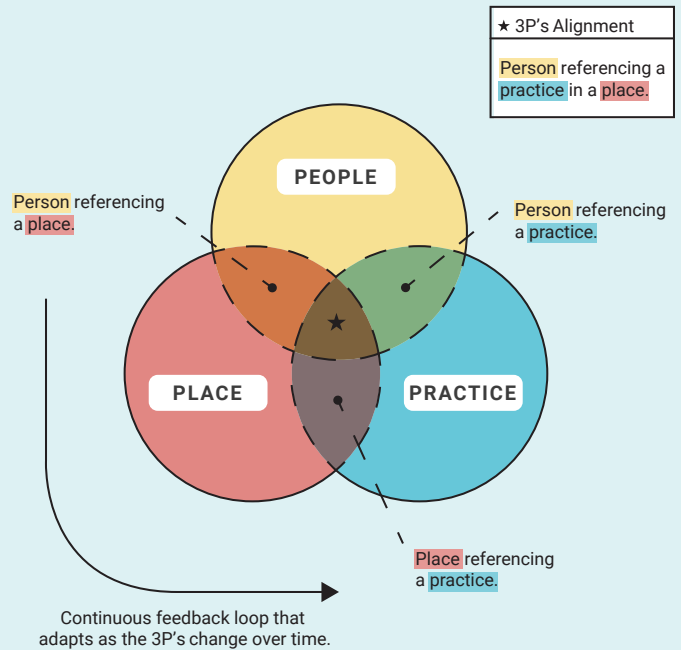 ★ 3P's Alignment
Person referencing a
practice in a place.
PEOPLE
Person referencing
a place.
Person referencing
a practice.
PLACE
PRACTICE
Place referencing
a practice.
Continuous feedback loop that
adapts as the 3P's change over time.